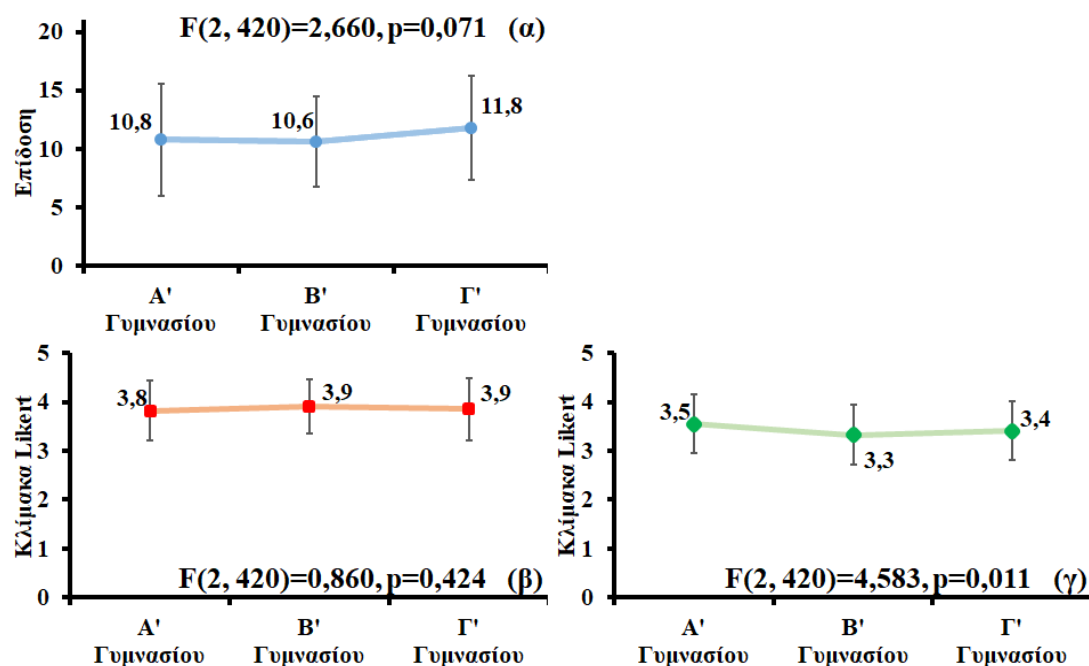 F(2, 420)=2,660, p=0,071 (α)
Επίδοση
20
15
10
5
0
10,8
10,6
11,8
Α' Γυμνασίου
Β' Γυμνασίου
Γ' Γυμνασίου
Κλίμακα Likert
5
4
3
2
1
0
3,8
3,9
3,9
F(2, 420)=0,860, p=0,424 (β)
Α' Γυμνασίου
Β' Γυμνασίου
Γ' Γυμνασίου
Κλίμακα Likert
5
4
3
2
1
0
3,5
3,3
3,4
F(2, 420)=4,583, p=0,011 (γ)
Α' Γυμνασίου
Β' Γυμνασίου
Γ' Γυμνασίου